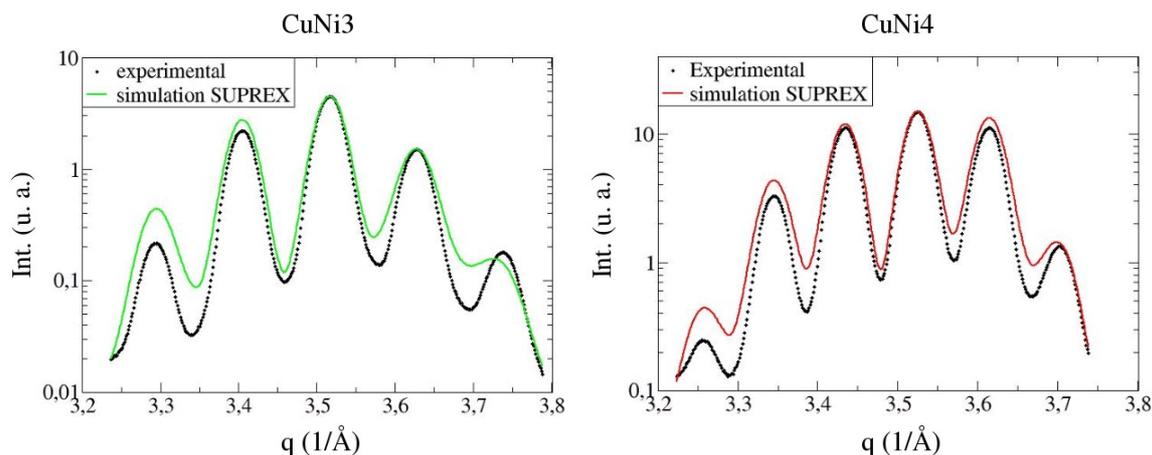 CuNi3
10
experimental
simulation SUPREX
1
0.1
0,01
Int. (u. a.)
3,2 3,3 3,4 3,5 3,6 3,7 3,8
q (1/Å)
CuNi4
Experimental
simulation SUPREX
10
1
0.1
Int. (u. a.)
3,2 3,3 3,4 3,5 3,6 3,7 3,8
q (1/Å)